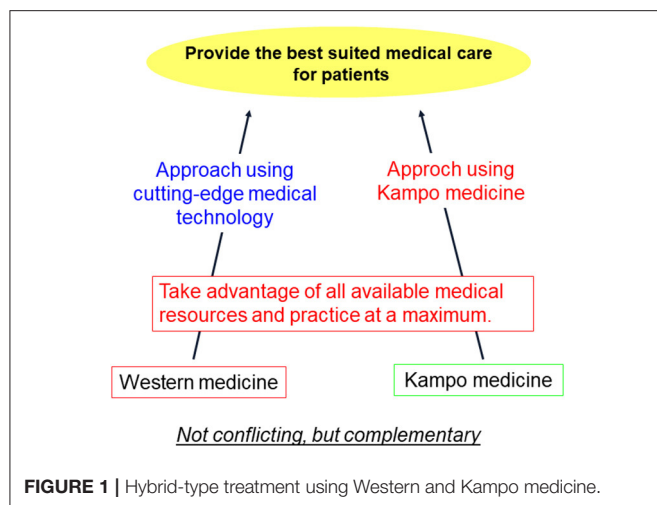 Provide the best suited medical care
for patients
Approach using
cutting-edge medical
technology
Approch using
Kampo medicine
Take advantage of all available medical
resources and practice at a maximum.
Western medicine
Kampo medicine
Not conflicting, but complementary
FIGURE 1 | Hybrid-type treatment using Western and Kampo medicine.